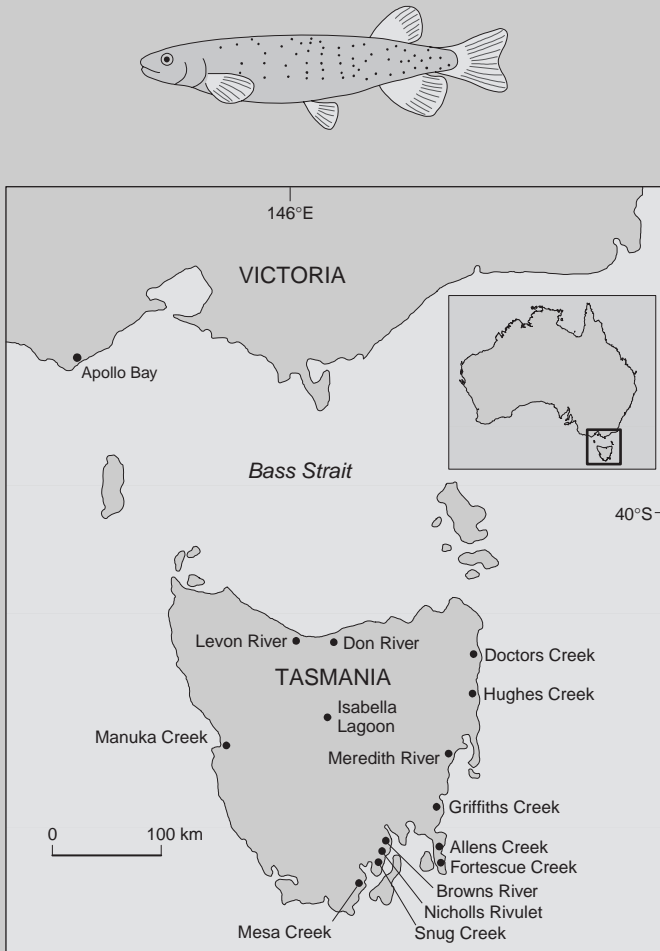 146°E
VICTORIA
Apollo Bay
Bass Strait
40°S
Levon River
Don River
Doctors Creek
TASMANIA
Hughes Creek
Isabella
Lagoon
Manuka Creek
Meredith River
Griffiths Creek
0 100 km
Allens Creek
Fortescue Creek
Browns River
Nicholls Rivulet
Mesa Creek
Snug Creek